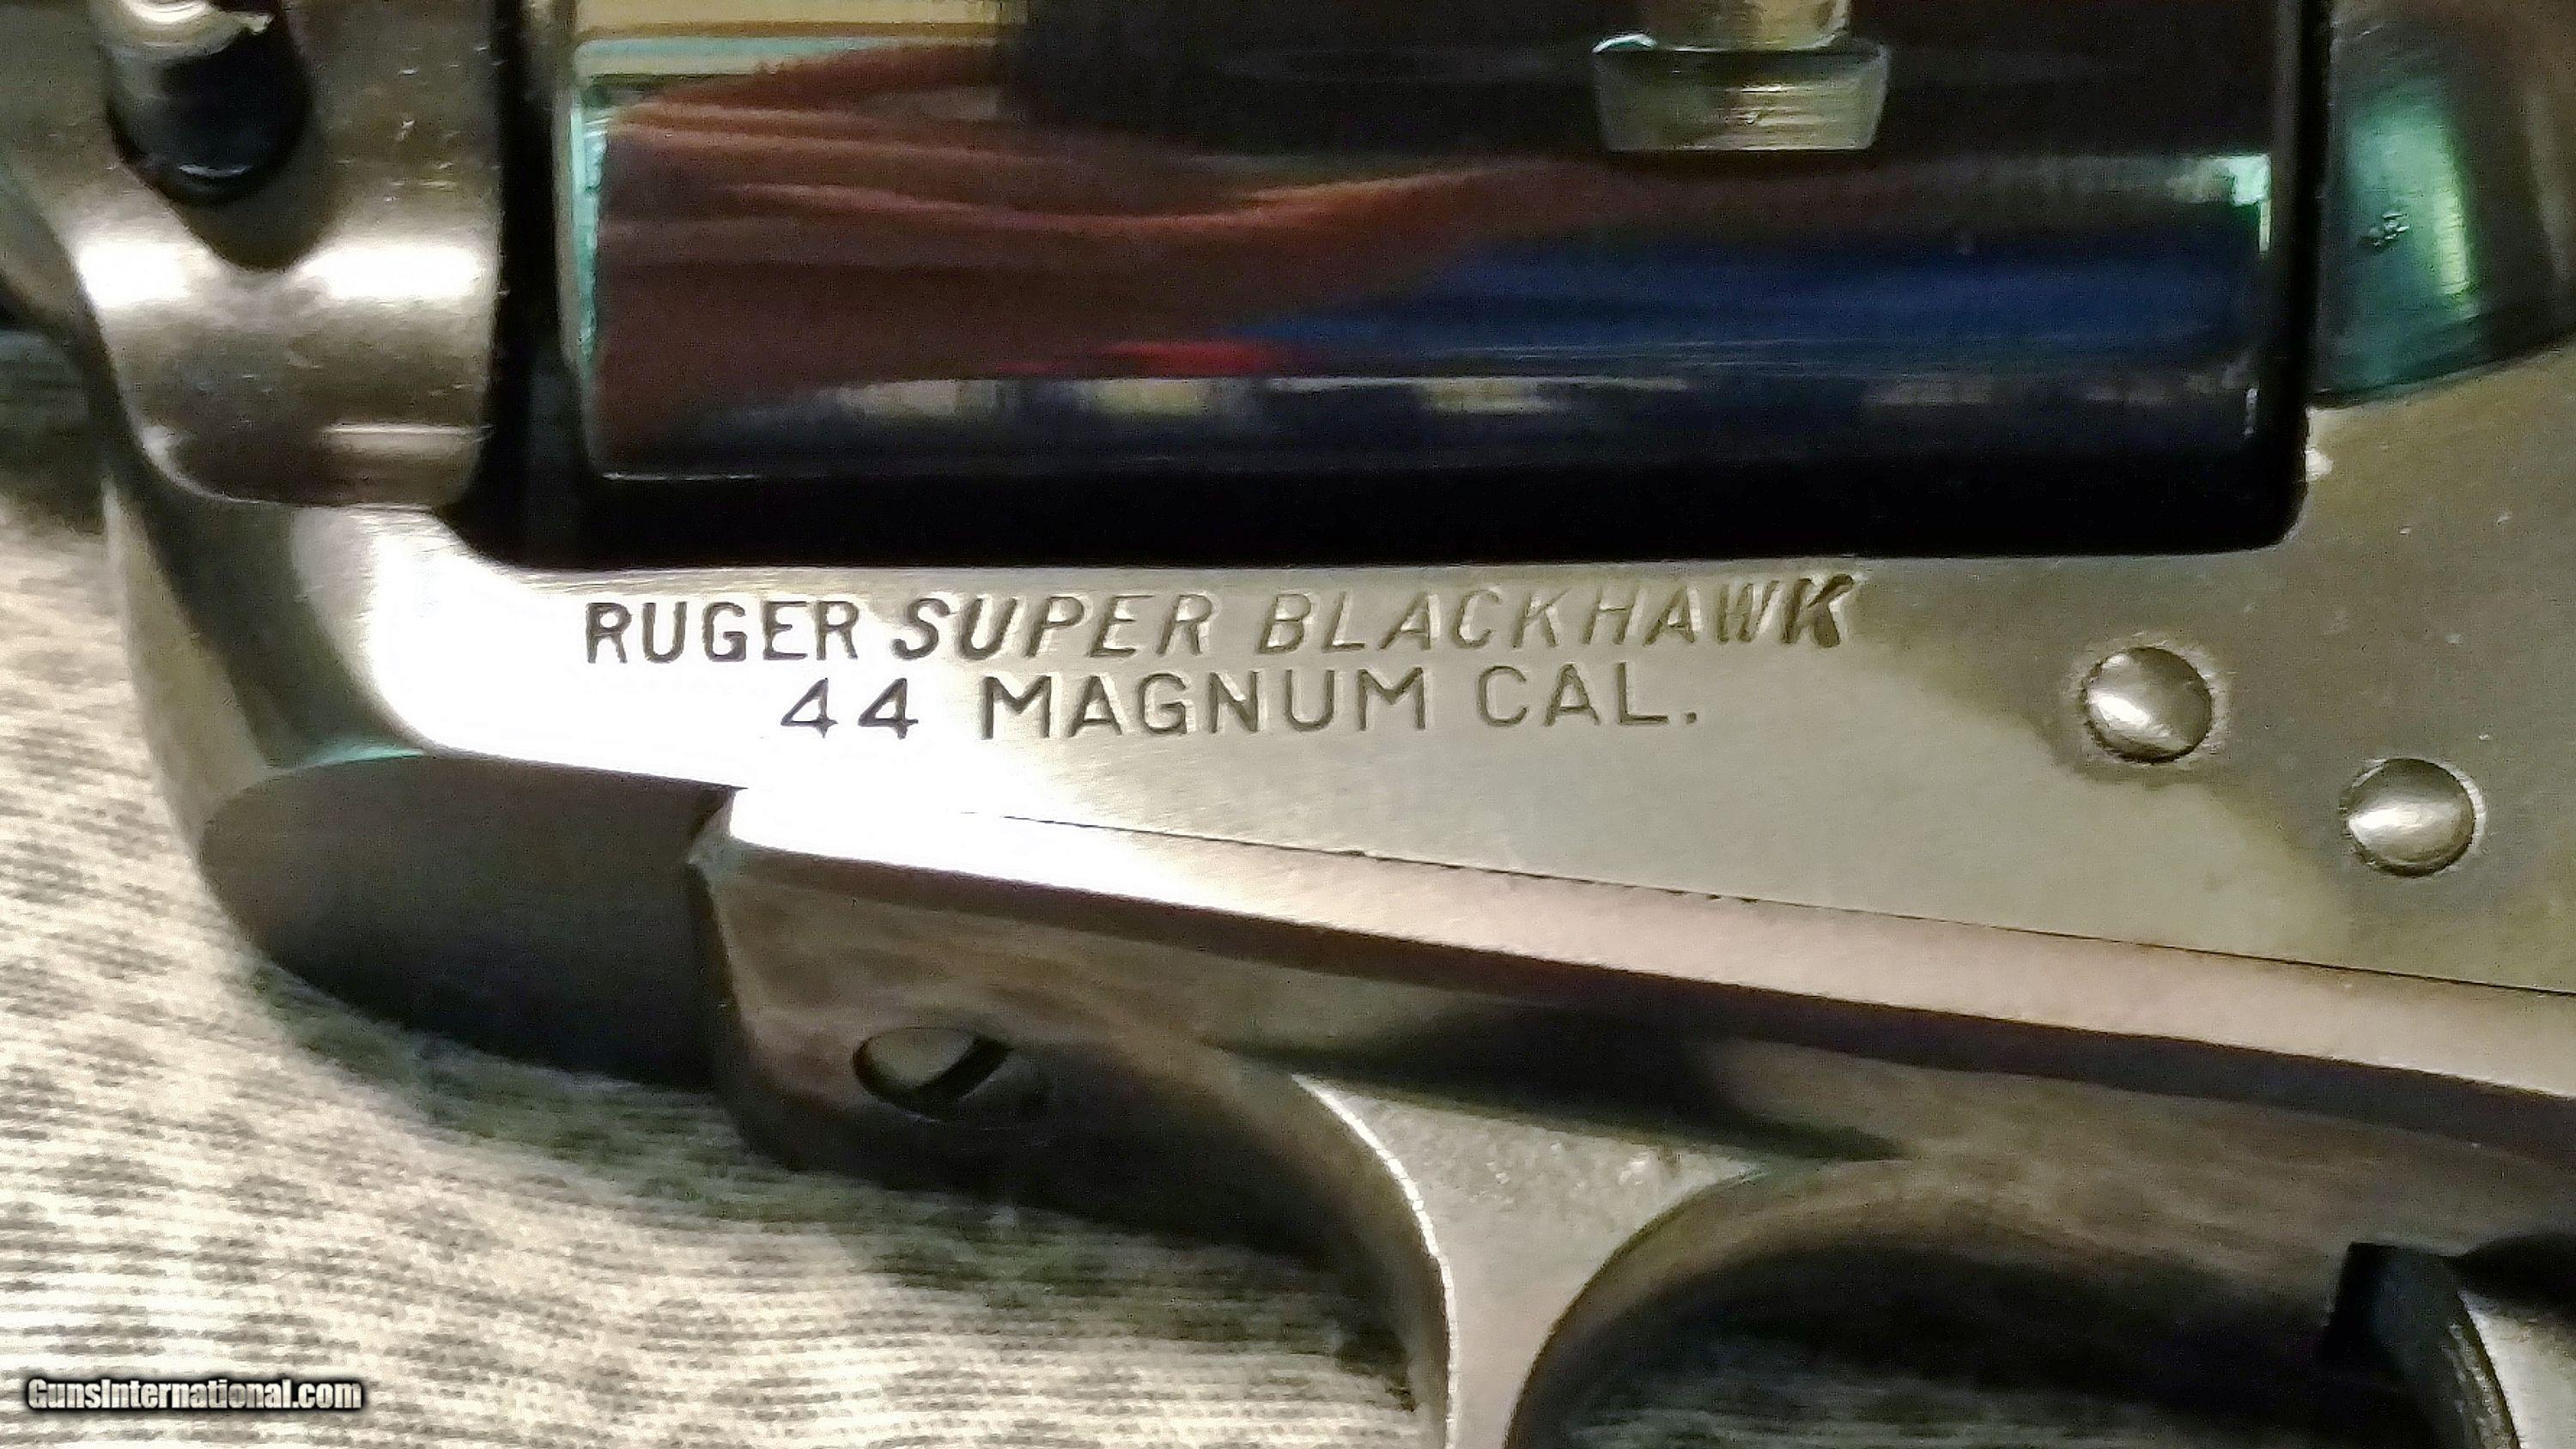 RUGER SUPER BLACKHAWK
44 MAGNUM CAL.
GunsInternational.com